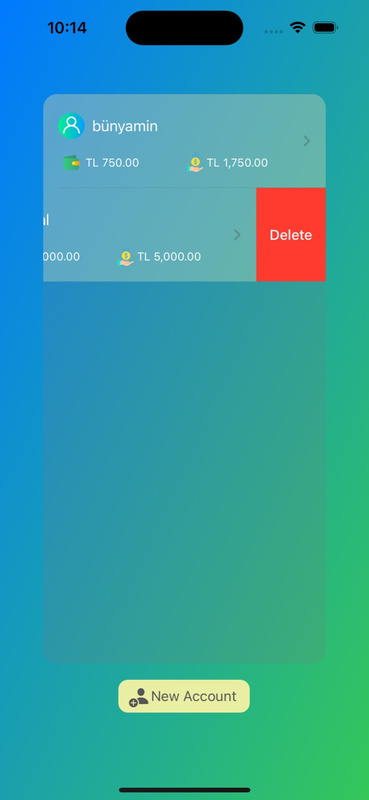 10:14
bünyamin
TL 750.00
TL 1,750.00
al
000.00
TL 5,000.00
Delete
New Account